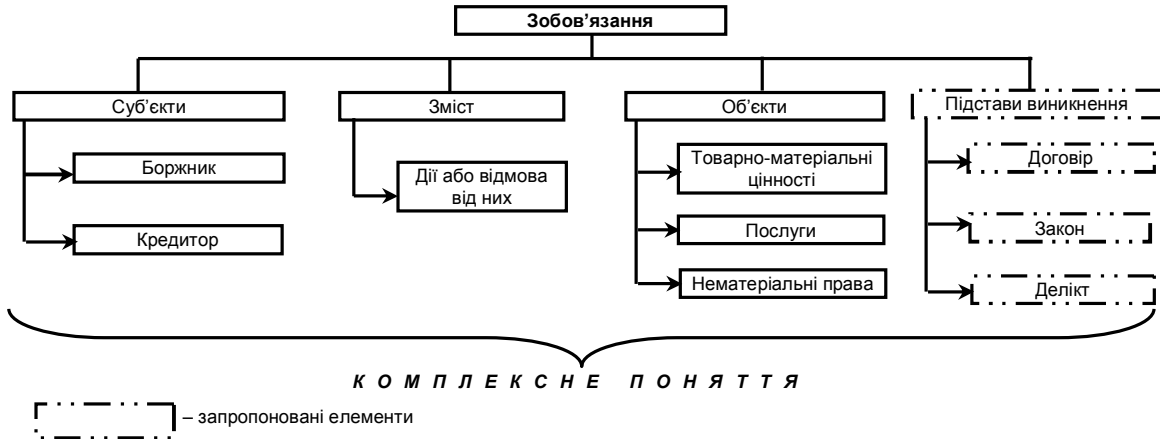 Зобов’язання
Суб’єкти
Зміст
Об’єкти
Підстави виникнення
Боржник
Кредитор
Дії або відмова
від них
Товарно-матеріальні
цінності
Послуги
Нематеріальні права
Договір
Закон
Делікт
КОМПЛЕКСНЕ ПОНЯТТЯ
– запропоновані елементи